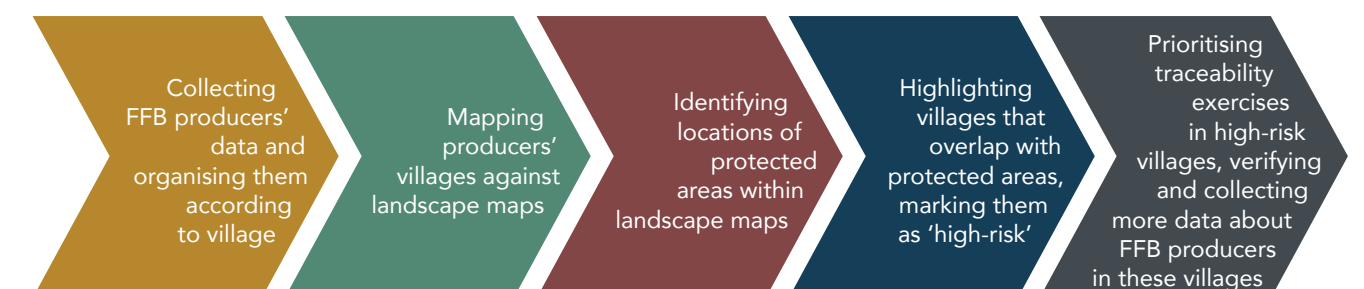 Collecting
FFB producers’
data and
organising them
according
to village
Mapping
producers’
villages against
landscape maps
Identifying
locations of
protected
areas within
landscape maps
Highlighting
villages that
overlap with
protected areas,
marking them
as ‘high-risk’
Prioritising
traceability
exercises
in high-risk
villages, verifying
and collecting
more data about
FFB producers
in these villages